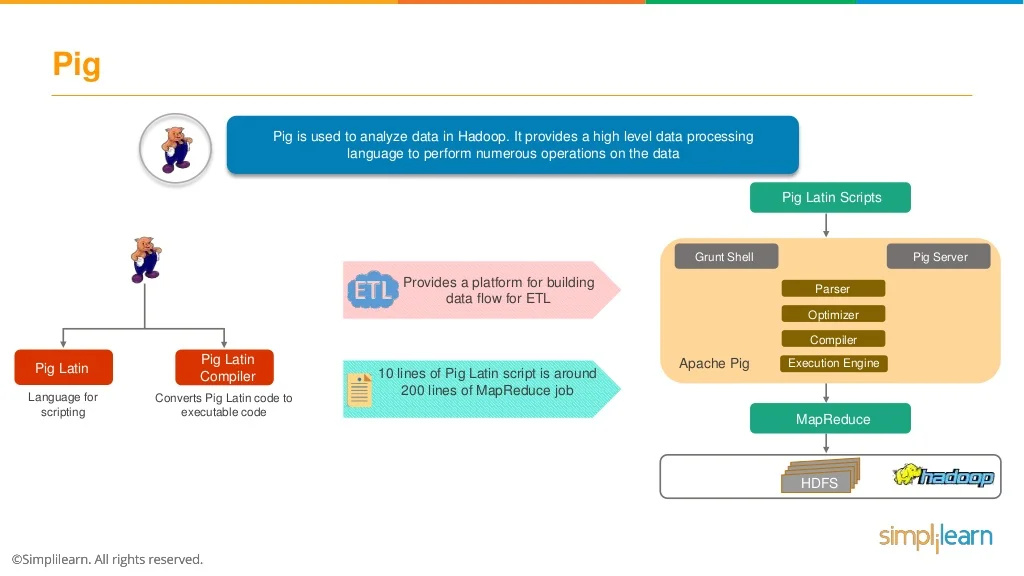 Pig
Pig is used to analyze data in Hadoop. It provides a high level data processing
language to perform numerous operations on the data
Pig Latin
Language for
scripting
Pig Latin
Compiler
Converts Pig Latin code to
executable code
ETL
Provides a platform for building
data flow for ETL
10 lines of Pig Latin script is around
200 lines of MapReduce job
Pig Latin Scripts
Grunt Shell
Pig Server
Parser
Optimizer
Compiler
Execution Engine
Apache Pig
MapReduce
HDFS
hadoop
simplilearn
©Simplilearn. All rights reserved.